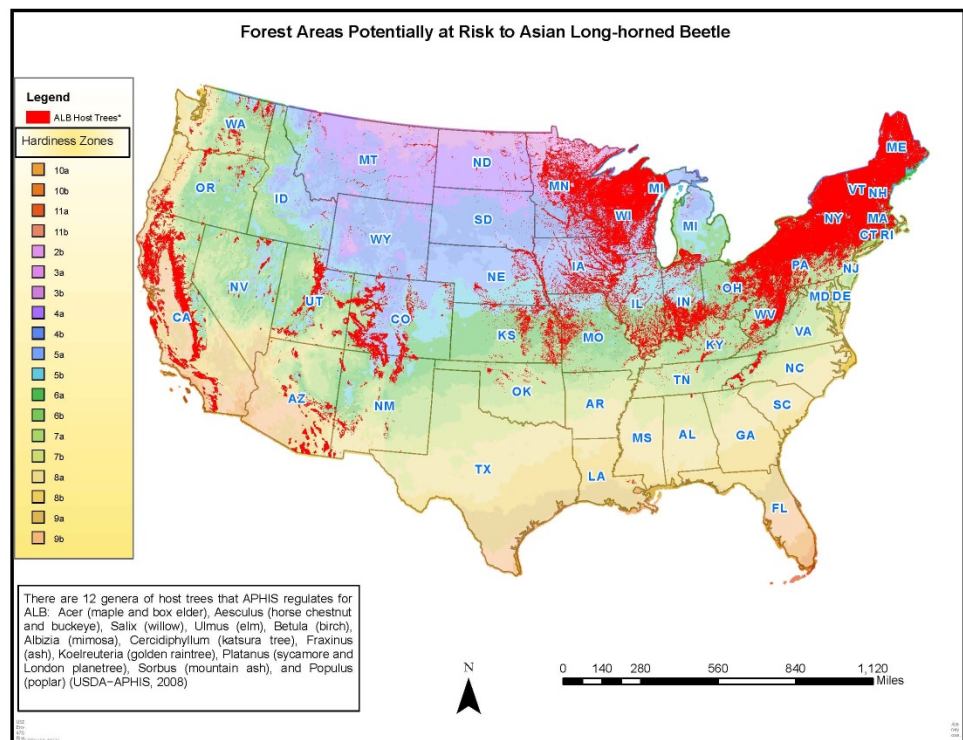 Forest Areas Potentially at Risk to Asian Long-horned Beetle
Legend
ALB Host Trees*
Hardiness Zones
10a
10b
11a
11b
2b
3a
3b
4a
4b
5a
5b
6a
6b
7a
7b
8a
8b
9a
9b
WA
MT
ND
MN
ME
OR
ID
SD
WI
MI
VT
NH
WY
MI
NY
MA
CT
RI
NE
IA
PA
NJ
NV
UT
CO
IL
IN
OH
MD
DE
CA
KS
MO
KY
WV
VA
AZ
NM
OK
AR
TN
NC
SC
MS
AL
GA
TX
LA
FL
There are 12 genera of host trees that APHIS regulates for
ALB: Acer (maple and box elder), Aesculus (horse chestnut
and buckeye), Salix (willow), Ulmus (elm), Betula (birch),
Albizia (mimosa), Cercidiphyllum (katsura tree), Fraxinus
(ash), Koelreuteria (golden raintree), Platanus (sycamore and
London planetree), Sorbus (mountain ash), and Populus
(poplar) (USDA-APHIS, 2008)
N
0 140 280 560 840 1,120
Miles